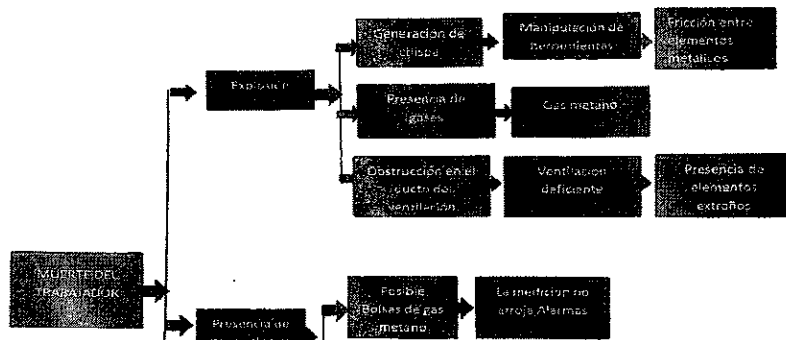 Generación de
chispa
Manipulación de
herramientas
Fricción entre
elementos
metálicos
Explosión
Presencia de
gases
Gas metano
Obstrucción en el
ducto de
ventilación
Ventilación
deficiente
Presencia de
elementos
extraños
MUERTE DEL
TRABAJADOR
Posible
Bolsas de gas
metano
La medición no
arroja Alarmas
Presencia de